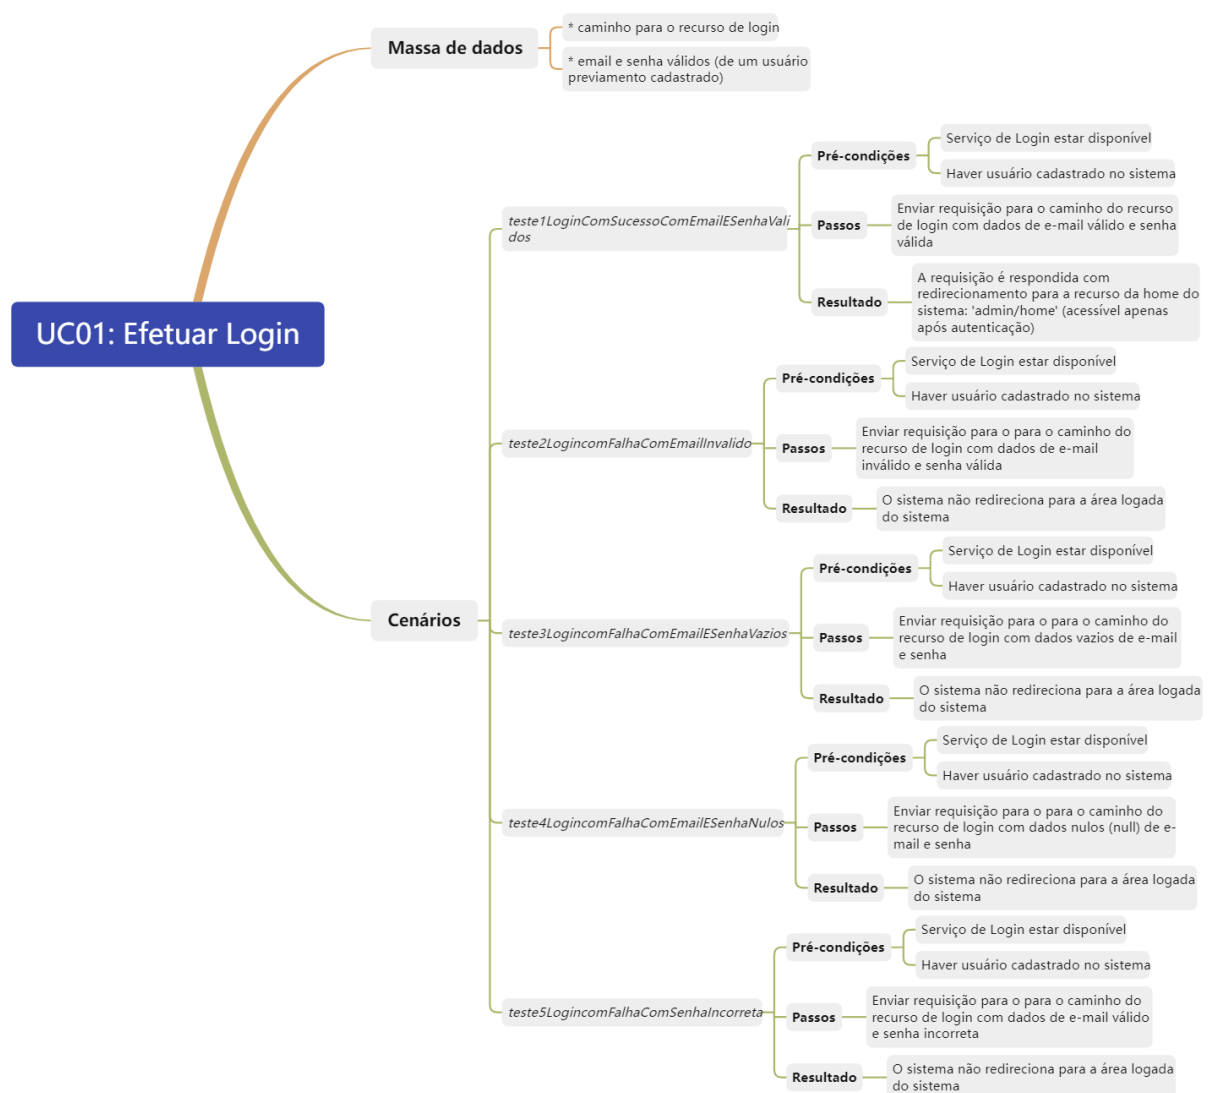 UC01: Efetuar Login
Massa de dados
* caminho para o recurso de login
* email e senha válidos (de um usuário
previamento cadastrado)
Cenários
teste1LoginComSucessoComEmailESenhaVali
dos
Pré-condições
Serviço de Login estar disponível
Haver usuário cadastrado no sistema
Passos
Enviar requisição para o caminho do recurso
de login com dados de e-mail válido e senha
válida
Resultado
A requisição é respondida com
redirecionamento para a recurso da home do
sistema: 'admin/home' (acessível apenas
após autenticação)
teste2LogincomFalhaComEmailInvalido
Pré-condições
Serviço de Login estar disponível
Haver usuário cadastrado no sistema
Passos
Enviar requisição para o para o caminho do
recurso de login com dados de e-mail
inválido e senha válida
Resultado
O sistema não redireciona para a área logada
do sistema
teste3LogincomFalhaComEmailESenhaVazios
Pré-condições
Serviço de Login estar disponível
Haver usuário cadastrado no sistema
Passos
Enviar requisição para o para o caminho do
recurso de login com dados vazios de e-mail
e senha
Resultado
O sistema não redireciona para a área logada
do sistema
teste4LogincomFalhaComEmailESenhaNulos
Pré-condições
Serviço de Login estar disponível
Haver usuário cadastrado no sistema
Passos
Enviar requisição para o para o caminho do
recurso de login com dados nulos (null) de e-
mail e senha
Resultado
O sistema não redireciona para a área logada
do sistema
teste5LogincomFalhaComSenhaIncorreta
Pré-condições
Serviço de Login estar disponível
Haver usuário cadastrado no sistema
Passos
Enviar requisição para o para o caminho do
recurso de login com dados de e-mail válido
e senha incorreta
Resultado
O sistema não redireciona para a área logada
do sistema